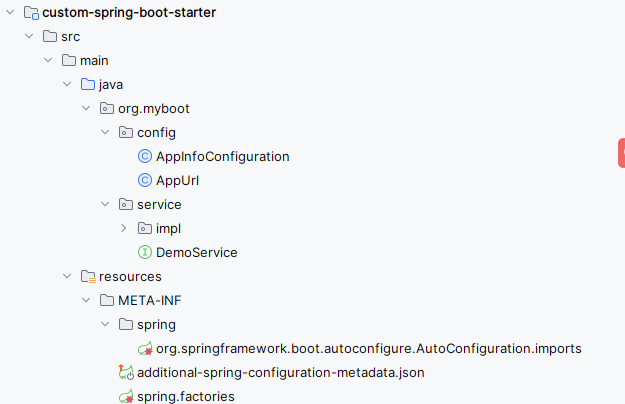 custom-spring-boot-starter
src
main
java
org.myboot
config
C AppInfoConfiguration
C AppUrl
service
impl
I DemoService
resources
META-INF
spring
org.springframework.boot.autoconfigure.AutoConfiguration.imports
additional-spring-configuration-metadata.json
spring.factories